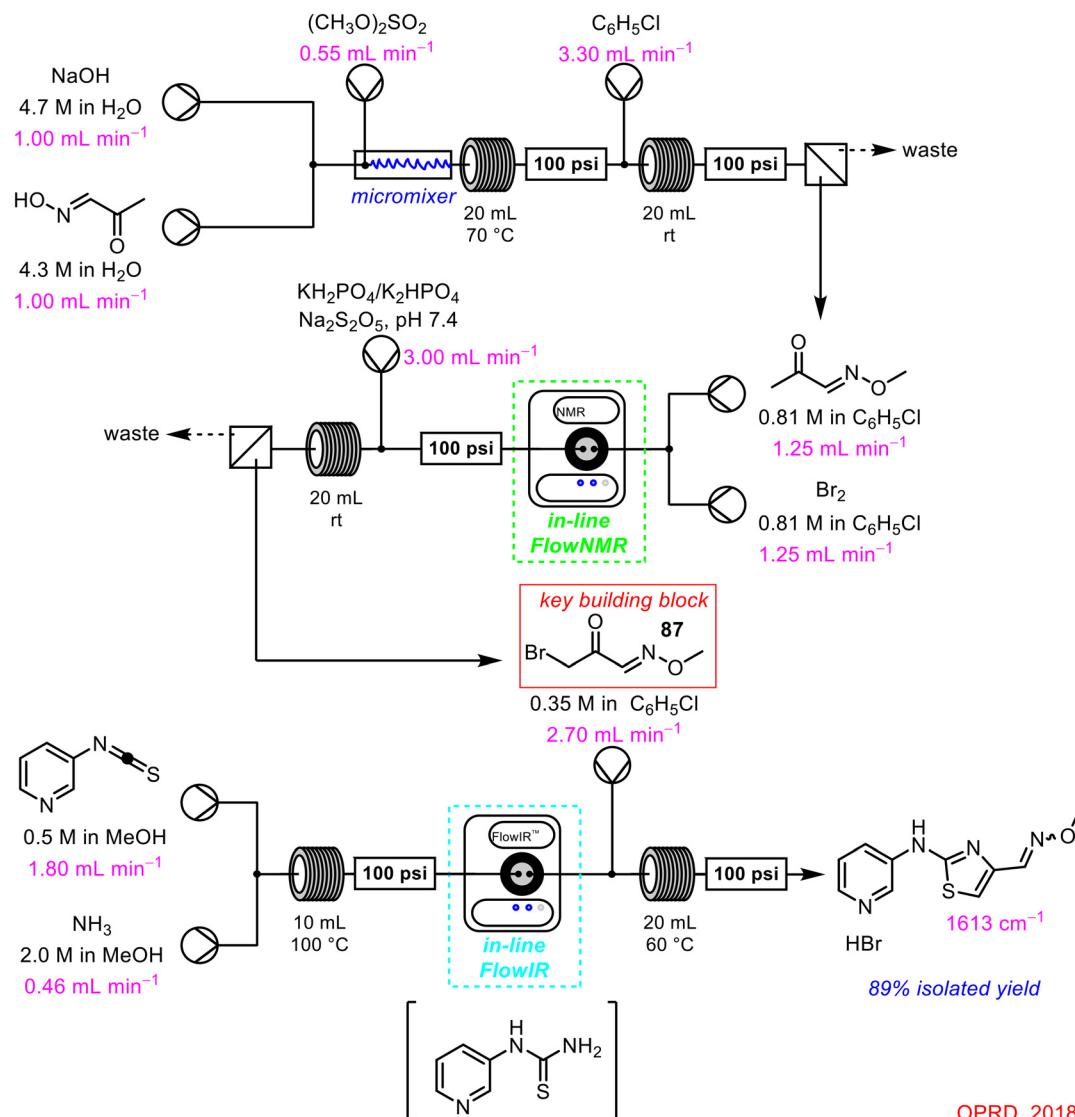 (CH₃O)₂SO₂
0.55 mL min⁻¹
C₆H₅Cl
3.30 mL min⁻¹
NaOH
4.7 M in H₂O
1.00 mL min⁻¹
micromixer
100 psi
100 psi
waste
HO
N
O
4.3 M in H₂O
1.00 mL min⁻¹
20 mL
70 °C
20 mL
rt
KH₂PO₄/K₂HPO₄
Na₂S₂O₅, pH 7.4
3.00 mL min⁻¹
waste
20 mL
rt
100 psi
NMR
in-line
FlowNMR
O
N
O
0.81 M in C₆H₅Cl
1.25 mL min⁻¹
Br₂
0.81 M in C₆H₅Cl
1.25 mL min⁻¹
key building block
87
O
Br
N
O
0.35 M in C₆H₅Cl
2.70 mL min⁻¹
N
S
N
0.5 M in MeOH
1.80 mL min⁻¹
NH₃
2.0 M in MeOH
0.46 mL min⁻¹
10 mL
100 °C
100 psi
FlowIR™
in-line
FlowIR
20 mL
60 °C
100 psi
H
N
N
S
N
O
N
HBr
1613 cm⁻¹
89% isolated yield
H
N
NH₂
S
N
OPRD, 2018